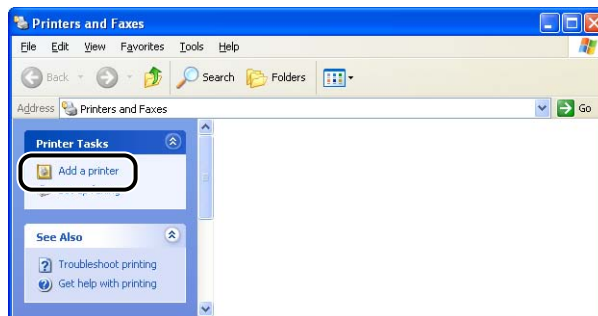 Printers and Faxes
File Edit View Favorites Tools Help
Back Search Folders
Address Printers and Faxes Go
Printer Tasks
Add a printer
See Also
Troubleshoot printing
Get help with printing